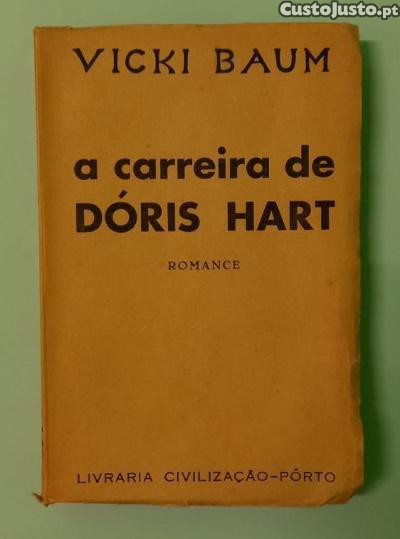 CustoJusto.pt
VICKI BAUM
a carreira de
DÓRIS HART
ROMANCE
LIVRARIA CIVILIZAÇÃO-PÔRTO